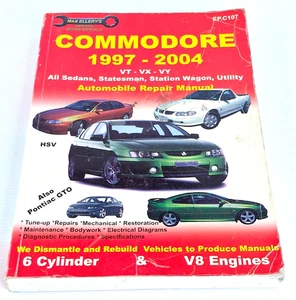 MAX ELLERY'S
EP.C107
COMMODORE
1997 - 2004
VT - VX - VY
All Sedans, Statesman, Station Wagon, Utility
Automobile Repair Manual
HSV
Also
Pontiac GTO
* Tune-up *Repairs *Mechanical * Restoration
* Maintenance * Bodywork * Electrical Diagrams
* Diagnostic Procedures * Specifications
We Dismantle and Rebuild Vehicles to Produce Manuals
6 Cylinder & V8 Engines